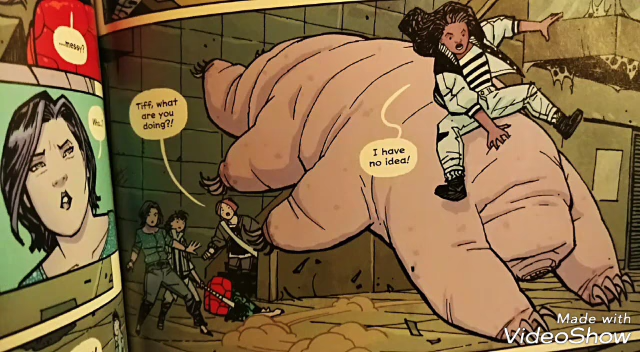 ...messy?
Tiff, what
are you
doing?!
I have
no idea!
Made with
VideoShow